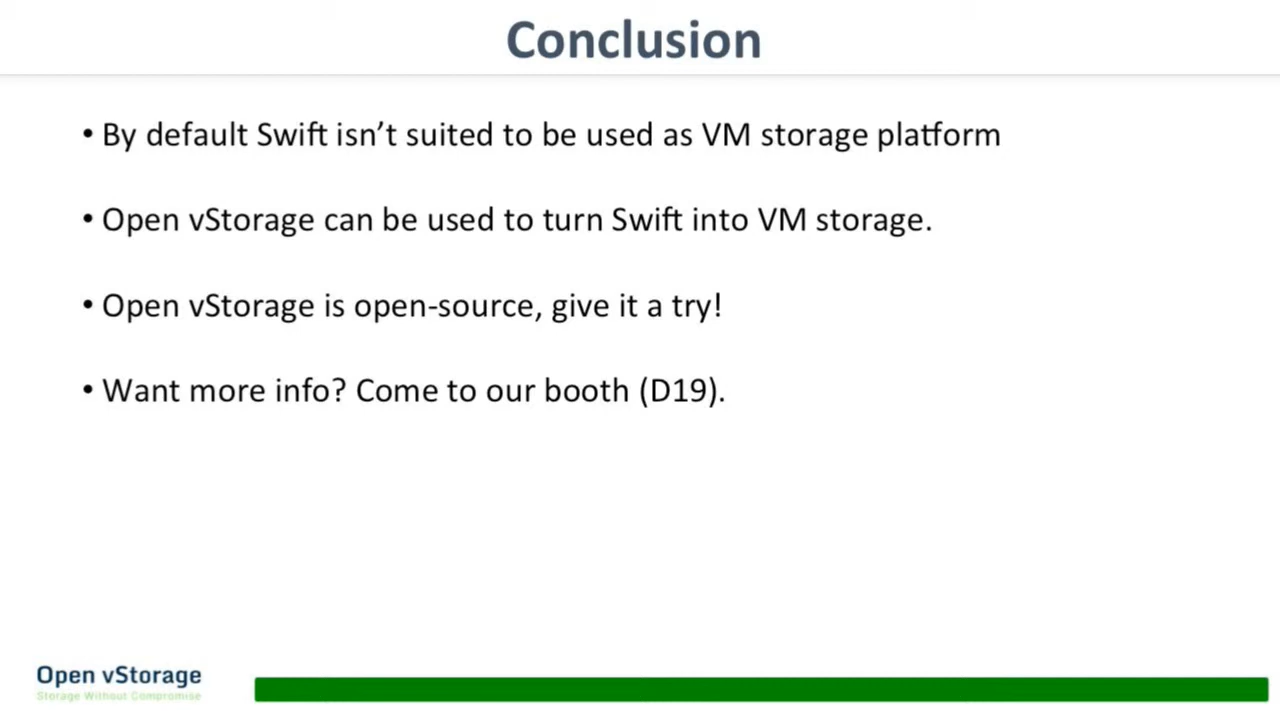 Conclusion
• By default Swift isn’t suited to be used as VM storage platform
• Open vStorage can be used to turn Swift into VM storage.
• Open vStorage is open-source, give it a try!
• Want more info? Come to our booth (D19).
Open vStorage
Storage Without Compromise